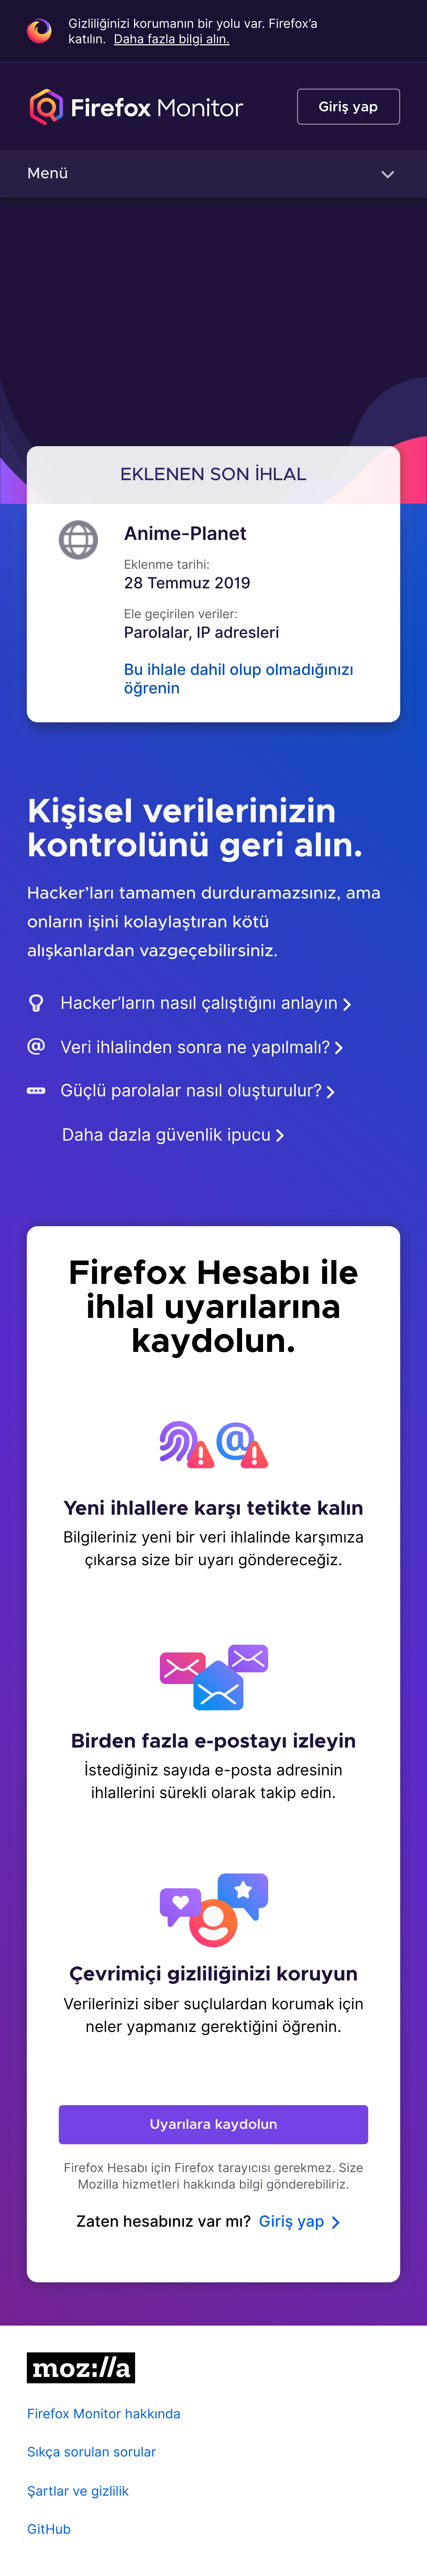 Gizliliğinizi korumanın bir yolu var. Firefox’a
katılın. Daha fazla bilgi alın.
Firefox Monitor
Giriş yap
Menü
EKLENEN SON İHLAL
Anime-Planet
Eklenme tarihi:
28 Temmuz 2019
Ele geçirilen veriler:
Parolalar, IP adresleri
Bu ihlale dahil olup olmadığınızı
öğrenin
Kişisel verilerinizin
kontrolünü geri alın.
Hacker’ları tamamen durduramazsınız, ama
onların işini kolaylaştıran kötü
alışkanlardan vazgeçebilirsiniz.
Hacker’ların nasıl çalıştığını anlayın
Veri ihlalinden sonra ne yapılmalı?
Güçlü parolalar nasıl oluşturulur?
Daha dazla güvenlik ipucu
Firefox Hesabı ile
ihlal uyarılarına
kaydolun.
Yeni ihlallere karşı tetikte kalın
Bilgileriniz yeni bir veri ihlalinde karşımıza
çıkarsa size bir uyarı göndereceğiz.
Birden fazla e-postayı izleyin
İstediğiniz sayıda e-posta adresinin
ihlallerini sürekli olarak takip edin.
Çevrimiçi gizliliğinizi koruyun
Verilerinizi siber suçlulardan korumak için
neler yapmanız gerektiğini öğrenin.
Uyarılara kaydolun
Firefox Hesabı için Firefox tarayıcısı gerekmez. Size
Mozilla hizmetleri hakkında bilgi gönderebiliriz.
Zaten hesabınız var mı? Giriş yap
moz://a
Firefox Monitor hakkında
Sıkça sorulan sorular
Şartlar ve gizlilik
GitHub